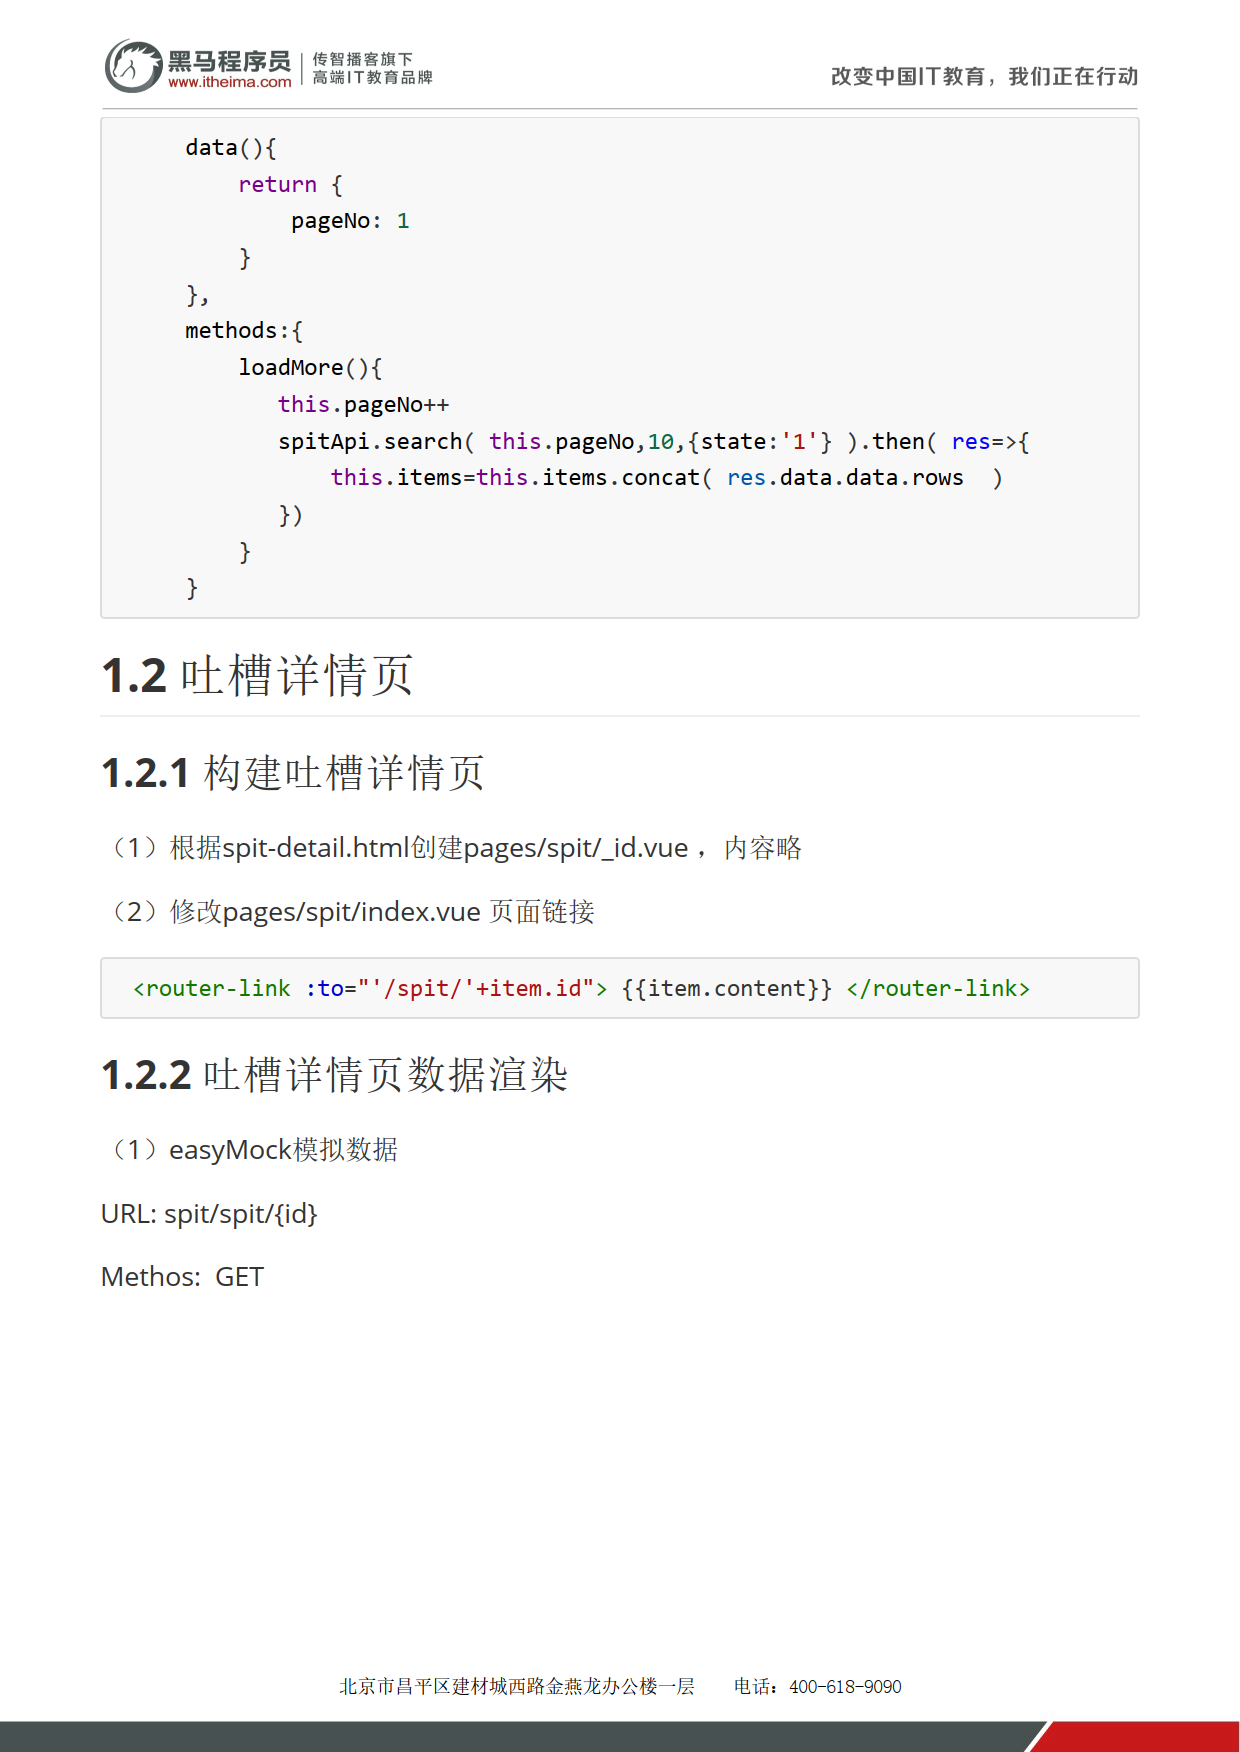 黑马程序员
www.itheima.com
传智播客旗下
高端IT教育品牌
改变中国IT教育，我们正在行动
data(){
    return {
        pageNo: 1
    }
},
methods:{
    loadMore(){
       this.pageNo++
       spitApi.search( this.pageNo,10,{state:'1'} ).then( res=>{
           this.items=this.items.concat( res.data.data.rows  )
       })
    }
}
1.2 吐槽详情页
1.2.1 构建吐槽详情页
（1）根据spit-detail.html创建pages/spit/_id.vue ，内容略
（2）修改pages/spit/index.vue 页面链接
<router-link :to="'/spit/'+item.id"> {{item.content}} </router-link>
1.2.2 吐槽详情页数据渲染
（1）easyMock模拟数据
URL: spit/spit/{id}
Methos:  GET
北京市昌平区建材城西路金燕龙办公楼一层 电话：400-618-9090